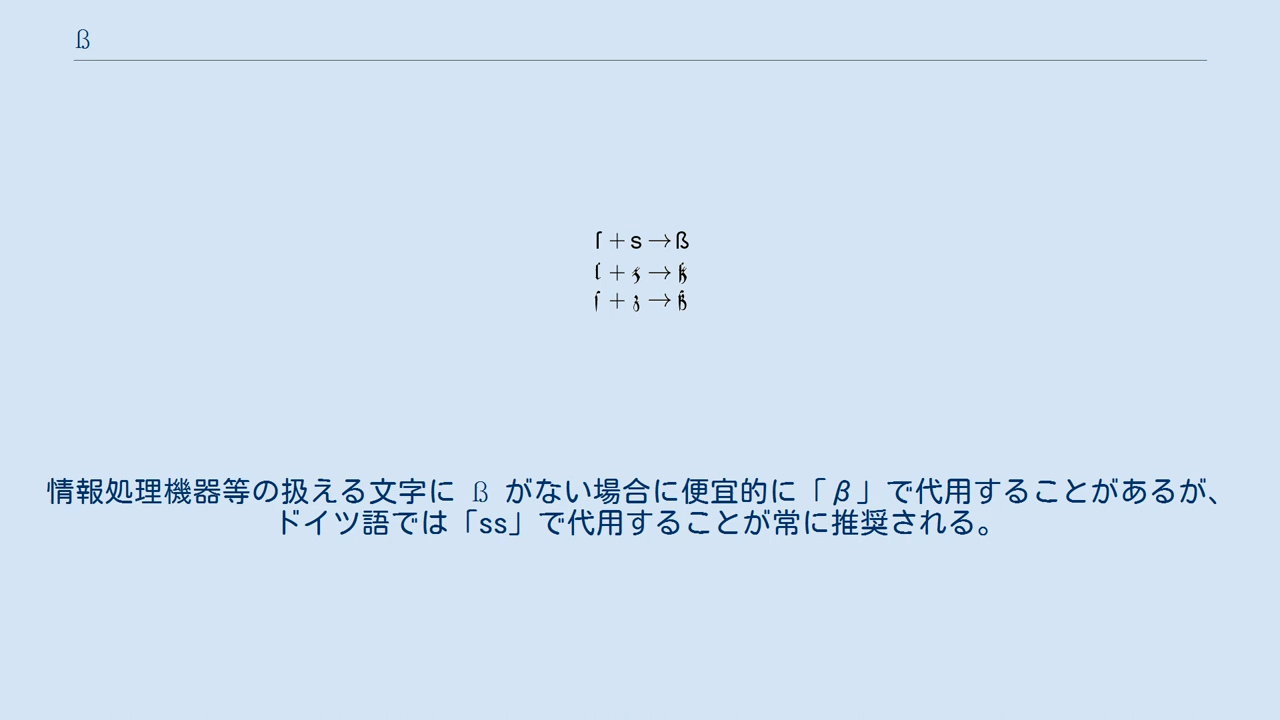 ß
ſ + s → ß
ſ + z → ß
ſ + z → ß
情報処理機器等の扱える文字に ß がない場合に便宜的に「β」で代用することがあるが、
ドイツ語では「ss」で代用することが常に推奨される。